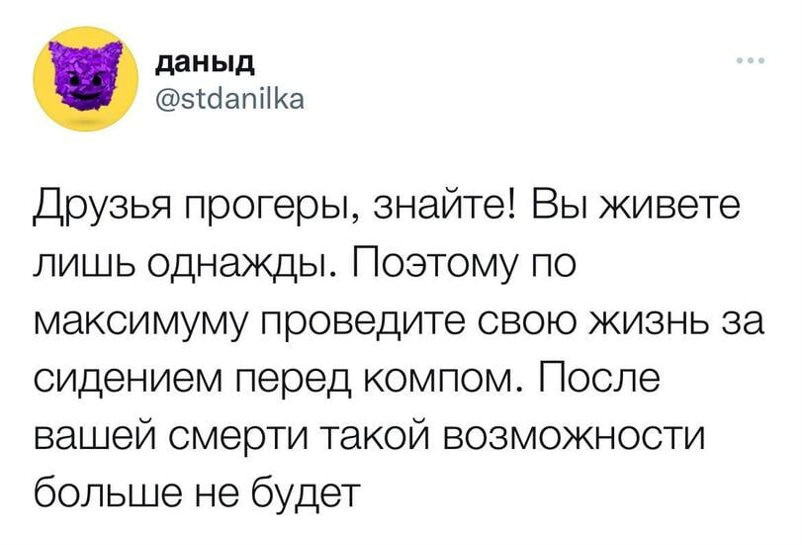 даныд
@stdanilka
Друзья прогеры, знайте! Вы живете
лишь однажды. Поэтому по
максимуму проведите свою жизнь за
сидением перед компом. После
вашей смерти такой возможности
больше не будет